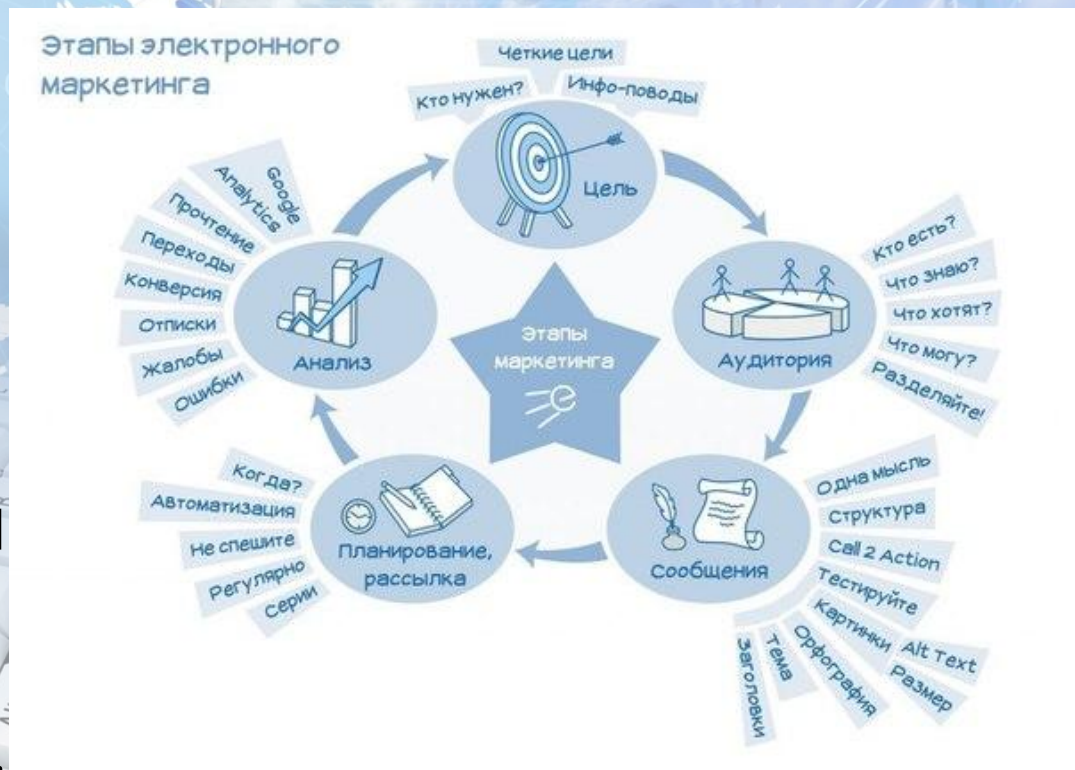 Этапы электронного
маркетинга
Кто нужен?
Четкие цели
Инфо-поводы
Цель
Кто есть?
Что знаю?
Что хотят?
Что могу?
Разделяйте!
Аудитория
Одна мысль
Структура
Call 2 Action
Тестируйте
Картинки
Alt Text
Размер
Орфография
Тема
Заголовки
Сообщения
Планирование,
рассылка
Когда?
Автоматизация
Не спешите
Регулярно
Серии
Анализ
Google
Analytics
Прочтение
Переходы
Конверсия
Отписки
Жалобы
Ошибки
Этапы
маркетинга